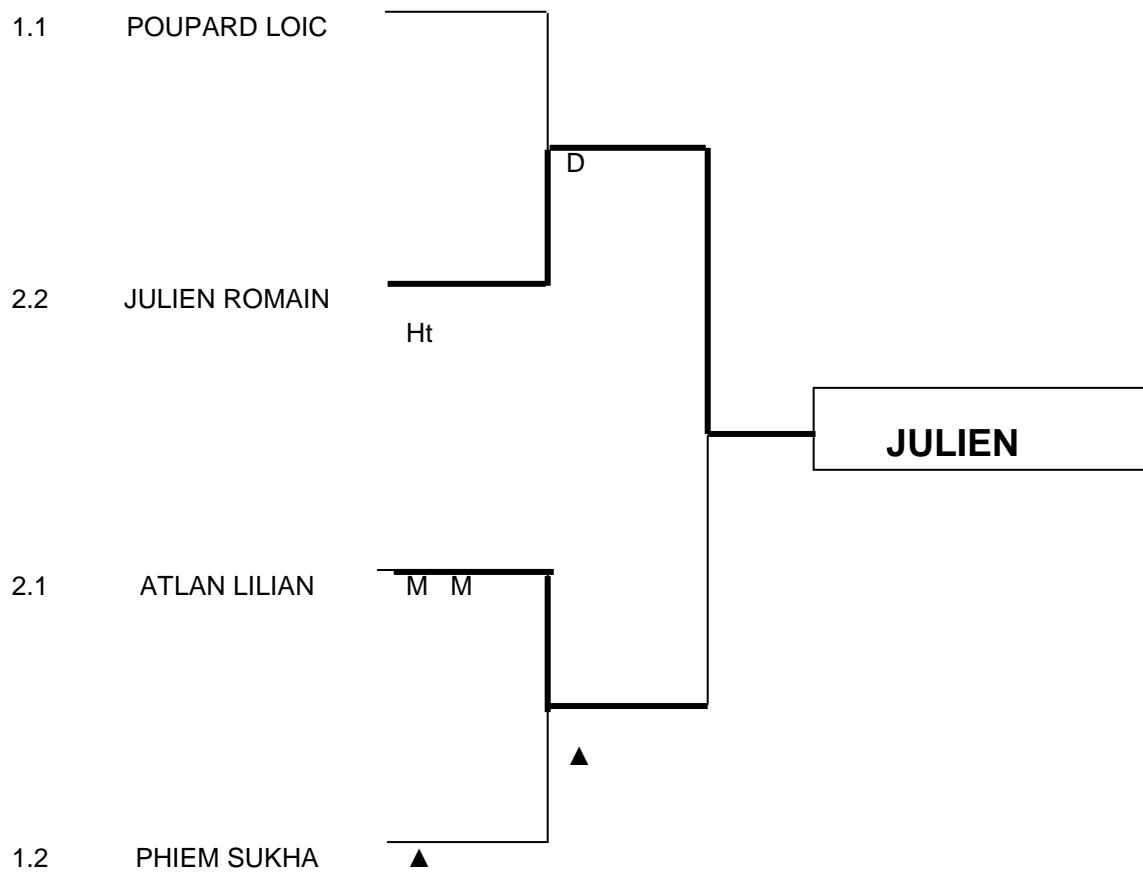 1.1 POUPARD LOIC
D
2.2 JULIEN ROMAIN
Ht
JULIEN
2.1 ATLAN LILIAN M M
▲
1.2 PHIEM SUKHA ▲